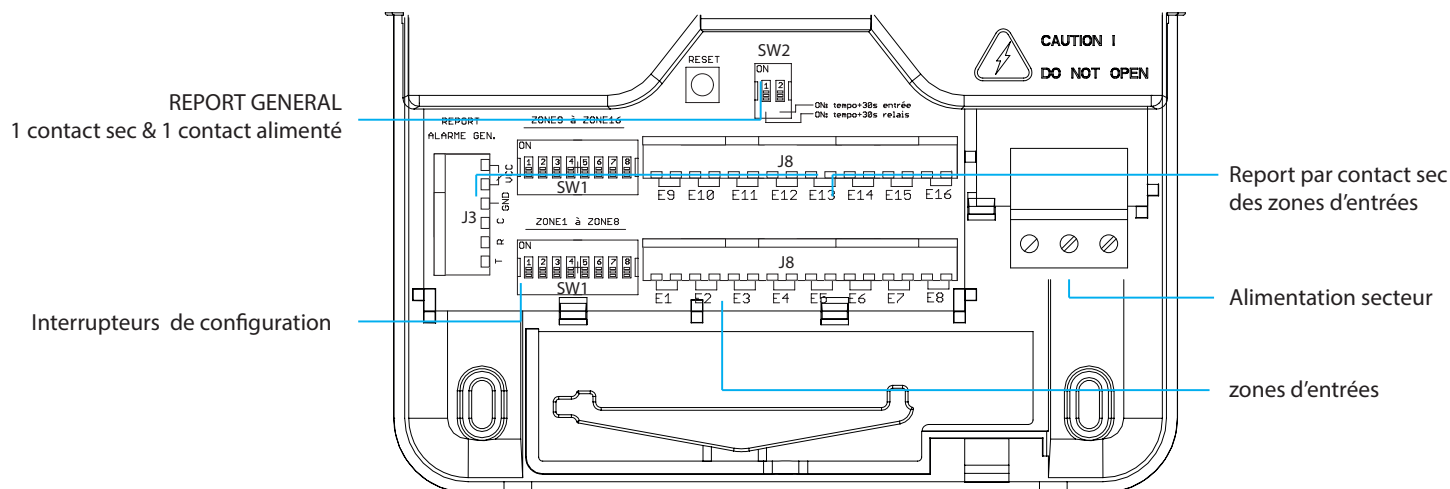 SW2
RESET
ON
1 2
ON: tempo+30s entrée
ON: tempo+30s relais
CAUTION !
DO NOT OPEN
REPORT GENERAL
1 contact sec & 1 contact alimenté
REPORT
ALARME GEN.
ZONE9 à ZONE16
ON
1 2 3 4 5 6 7 8
SW1
J8
E9 E10 E11 E12 E13 E14 E15 E16
VCC
GND
C
R
T
J3
Report par contact sec
des zones d’entrées
ZONE1 à ZONE8
ON
1 2 3 4 5 6 7 8
SW1
J8
E1 E2 E3 E4 E5 E6 E7 E8
Interrupteurs de configuration
Alimentation secteur
zones d’entrées